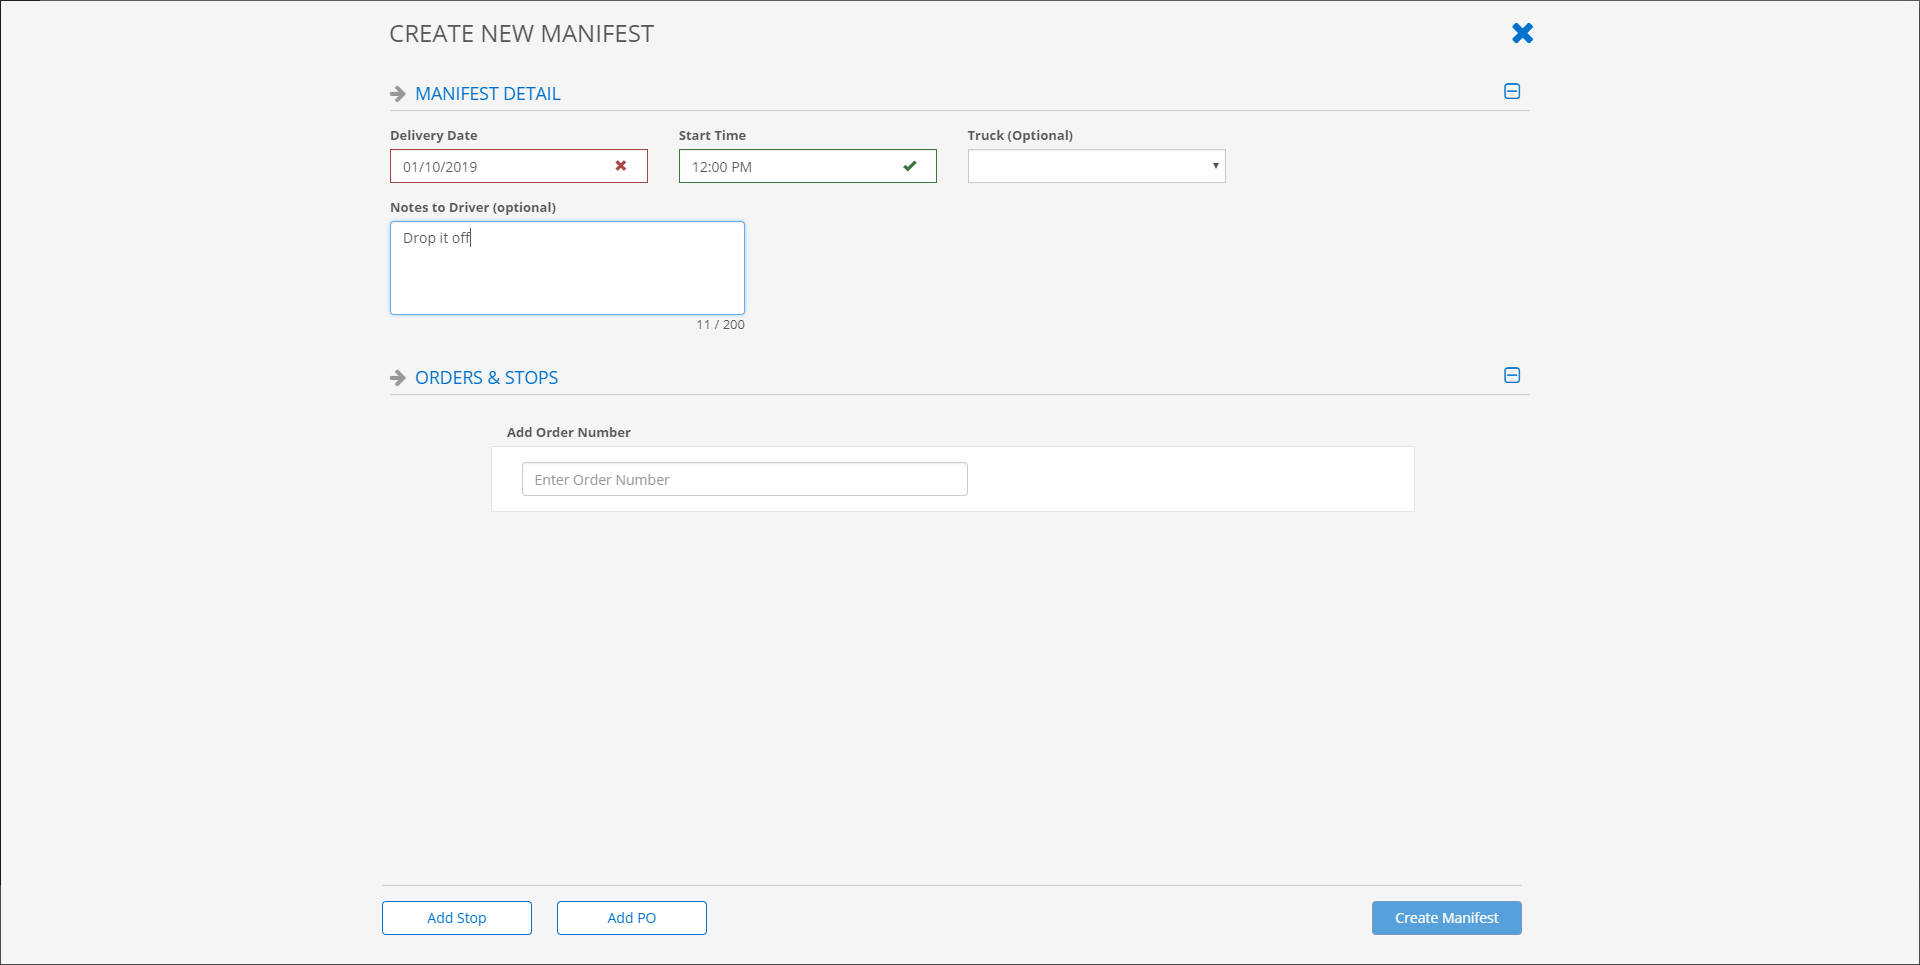 CREATE NEW MANIFEST
MANIFEST DETAIL
Delivery Date
Start Time
Truck (Optional)
01/10/2019
12:00 PM
Notes to Driver (optional)
Drop it off
11 / 200
ORDERS & STOPS
Add Order Number
Enter Order Number
Add Stop
Add PO
Create Manifest